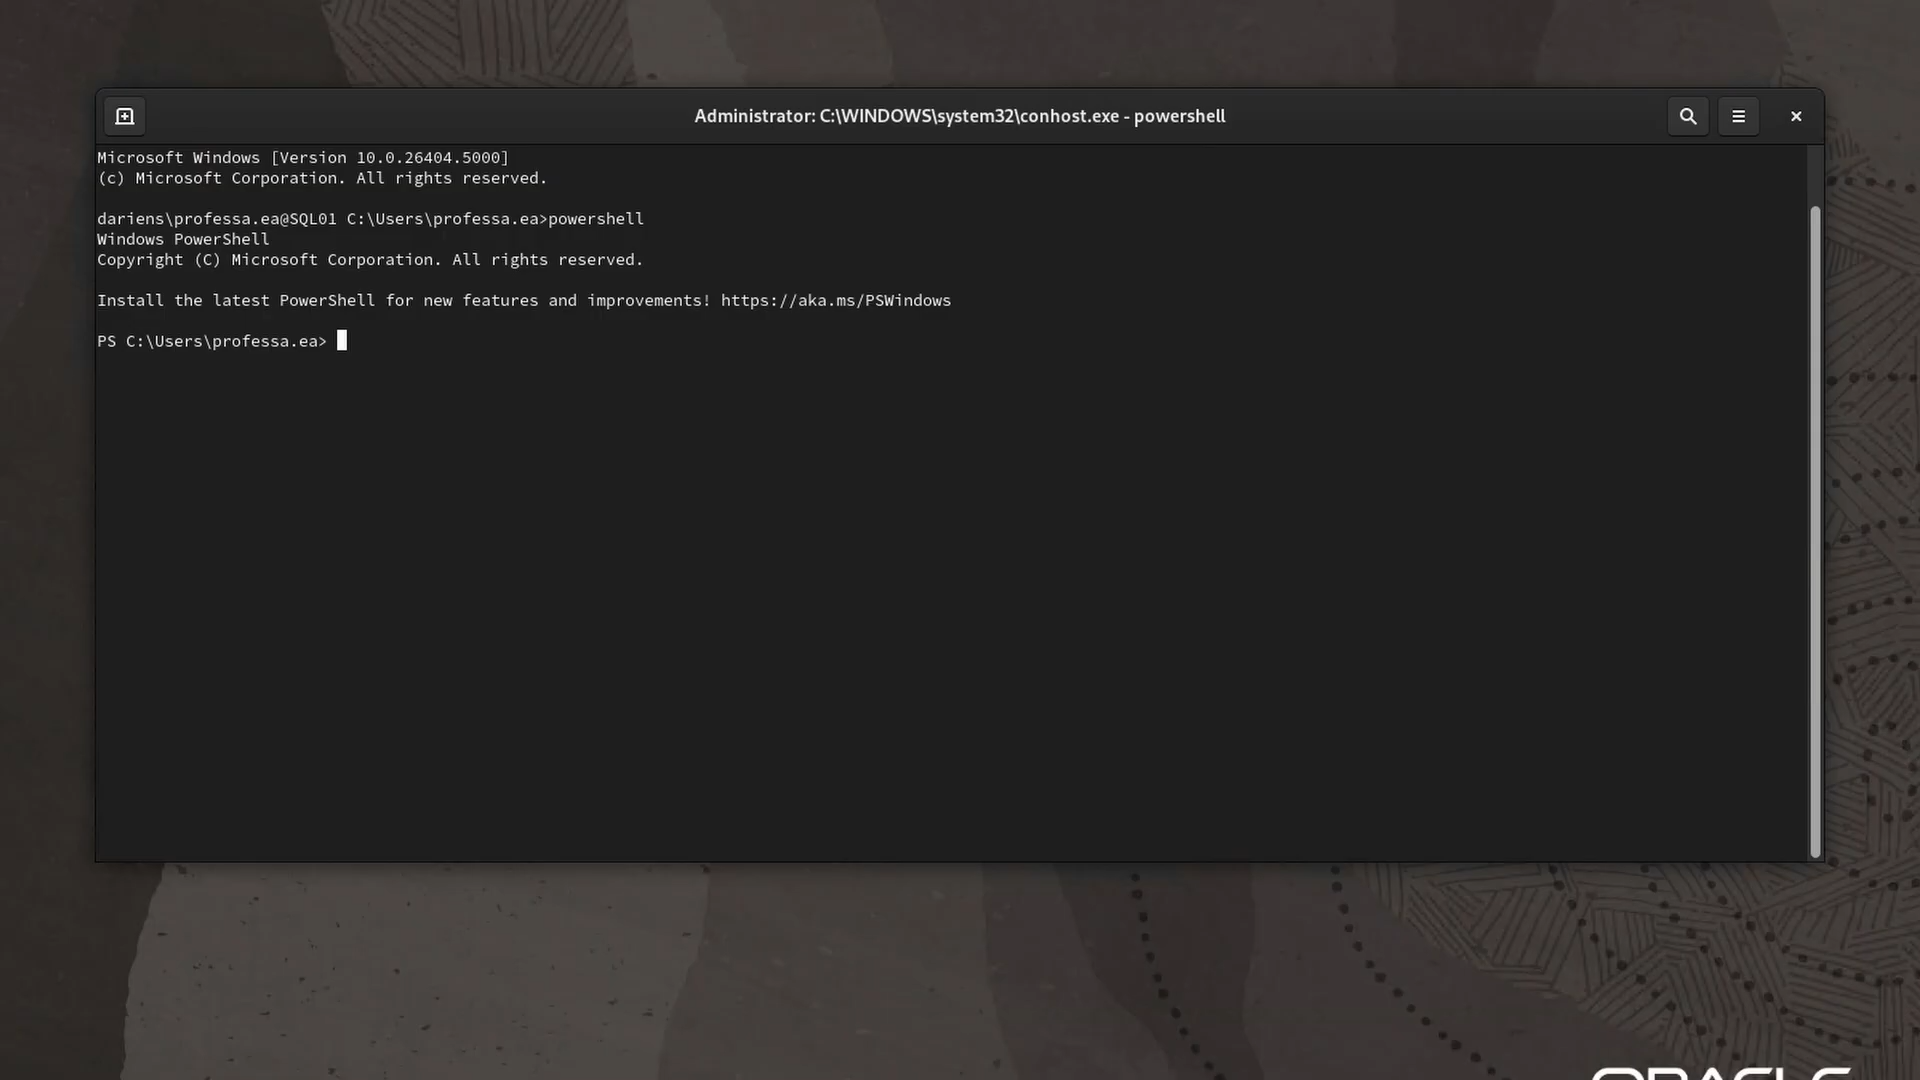 Administrator: C:\WINDOWS\system32\conhost.exe - powershell
Microsoft Windows [Version 10.0.26404.5000]
(c) Microsoft Corporation. All rights reserved.
dariens\professa.ea@SQL01 C:\Users\professa.ea>powershell
Windows PowerShell
Copyright (C) Microsoft Corporation. All rights reserved.
Install the latest PowerShell for new features and improvements! https://aka.ms/PSWindows
PS C:\Users\professa.ea>
ORACLE